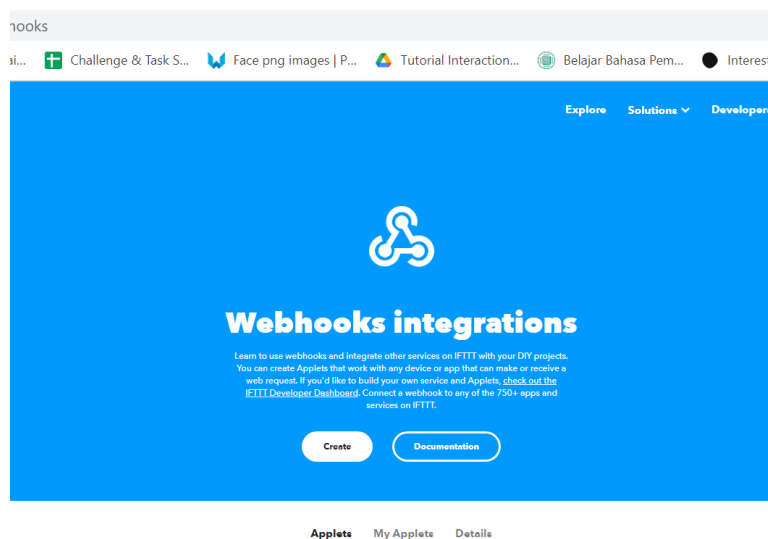 hooks
ai... Challenge & Task S... Face png images | P... Tutorial Interaction... Belajar Bahasa Pem... Interest
Explore Solutions Developer
Webhooks integrations
Learn to use webhooks and integrate other services on IFTTT with your DIY projects.
You can create Applets that work with any device or app that can make or receive a
web request. If you'd like to build your own service and Applets, check out the
IFTTT Developer Dashboard. Connect a webhook to any of the 750+ apps and
services on IFTTT.
Create Documentation
Applets My Applets Details